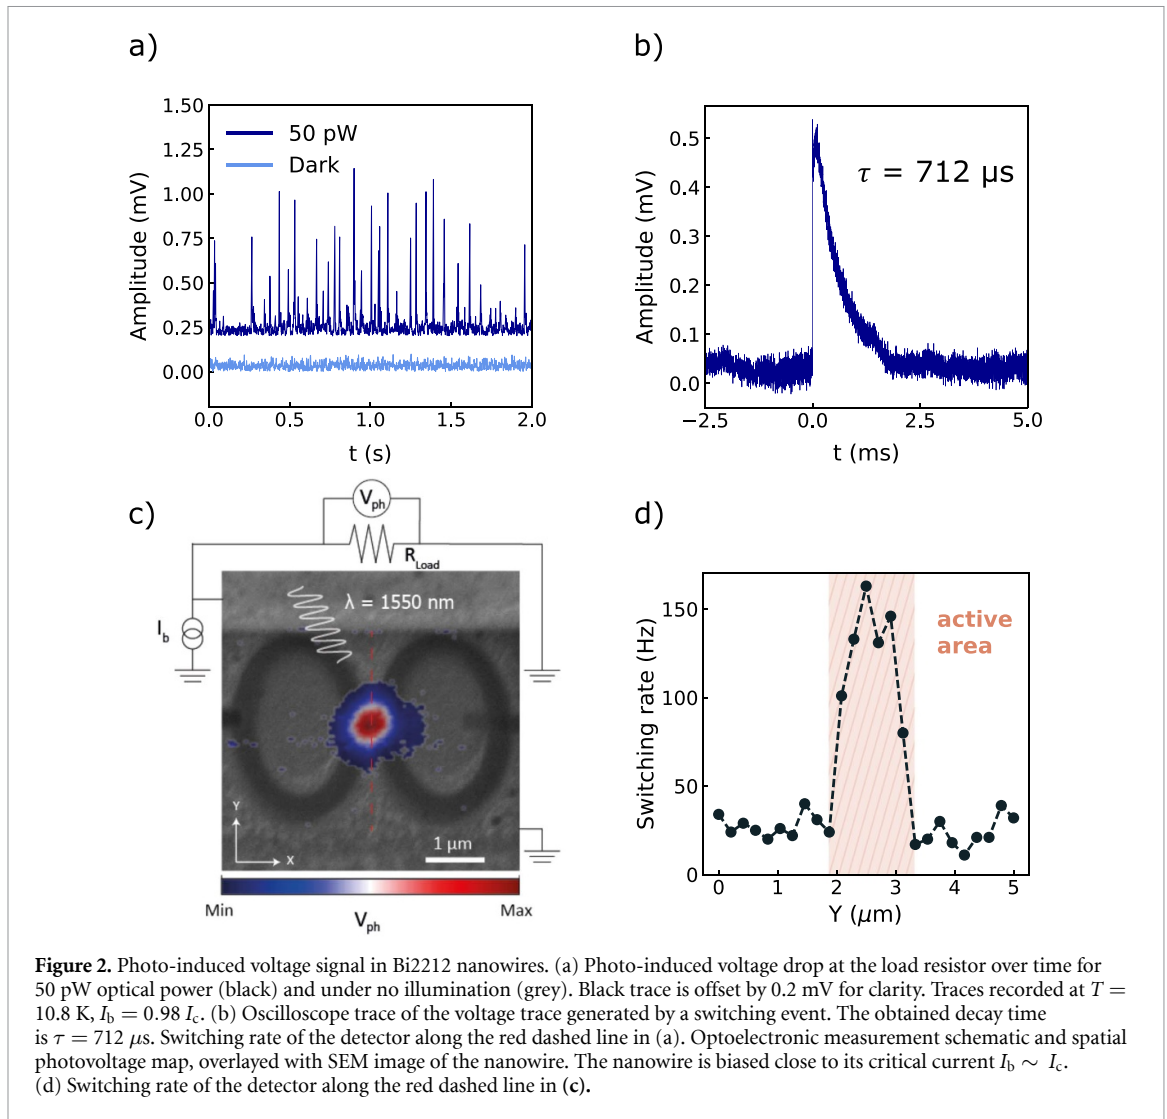 a)
1.50
1.25
1.00
0.75
0.50
0.25
0.00
Amplitude (mV)
50 pW
Dark
0.0
0.5
1.0
1.5
2.0
t (s)
b)
0.5
0.4
0.3
0.2
0.1
0.0
Amplitude (mV)
τ = 712 μs
−2.5
0.0
2.5
5.0
t (ms)
c)
V_ph
R_Load
I_b
λ = 1550 nm
Y
X
1 μm
Min
Max
V_ph
d)
150
100
50
0
Switching rate (Hz)
active
area
0
1
2
3
4
5
Y (μm)
Figure 2. Photo-induced voltage signal in Bi2212 nanowires. (a) Photo-induced voltage drop at the load resistor over time for
50 pW optical power (black) and under no illumination (grey). Black trace is offset by 0.2 mV for clarity. Traces recorded at T =
10.8 K, I_b = 0.98 I_c. (b) Oscilloscope trace of the voltage trace generated by a switching event. The obtained decay time
is τ = 712 μs. Switching rate of the detector along the red dashed line in (a). Optoelectronic measurement schematic and spatial
photovoltage map, overlayed with SEM image of the nanowire. The nanowire is biased close to its critical current I_b ∼ I_c.
(d) Switching rate of the detector along the red dashed line in (c).